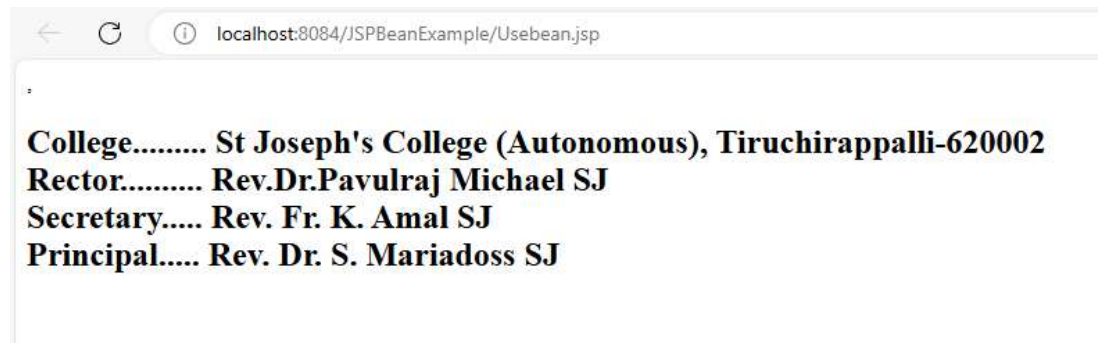 localhost:8084/JSPBeanExample/Usebean.jsp
College......... St Joseph's College (Autonomous), Tiruchirappalli-620002
Rector.......... Rev.Dr.Pavulraj Michael SJ
Secretary..... Rev. Fr. K. Amal SJ
Principal..... Rev. Dr. S. Mariadoss SJ